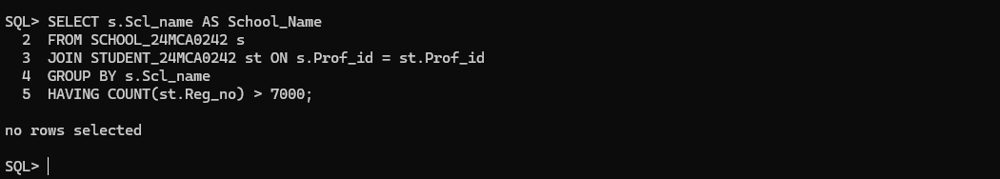 SQL> SELECT s.Scl_name AS School_Name
  2  FROM SCHOOL_24MCA0242 s
  3  JOIN STUDENT_24MCA0242 st ON s.Prof_id = st.Prof_id
  4  GROUP BY s.Scl_name
  5  HAVING COUNT(st.Reg_no) > 7000;
no rows selected
SQL>